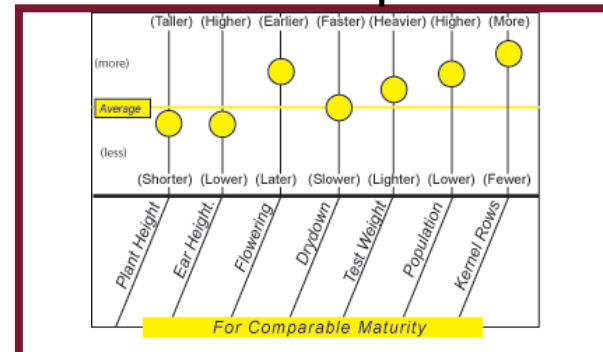 (Taller) (Higher) (Earlier) (Faster) (Heavier) (Higher) (More)
(more)
Average
(less)
(Shorter) (Lower) (Later) (Slower) (Lighter) (Lower) (Fewer)
Plant Height
Ear Height.
Flowering
Drydown
Test Weight
Population
Kernel Rows
For Comparable Maturity